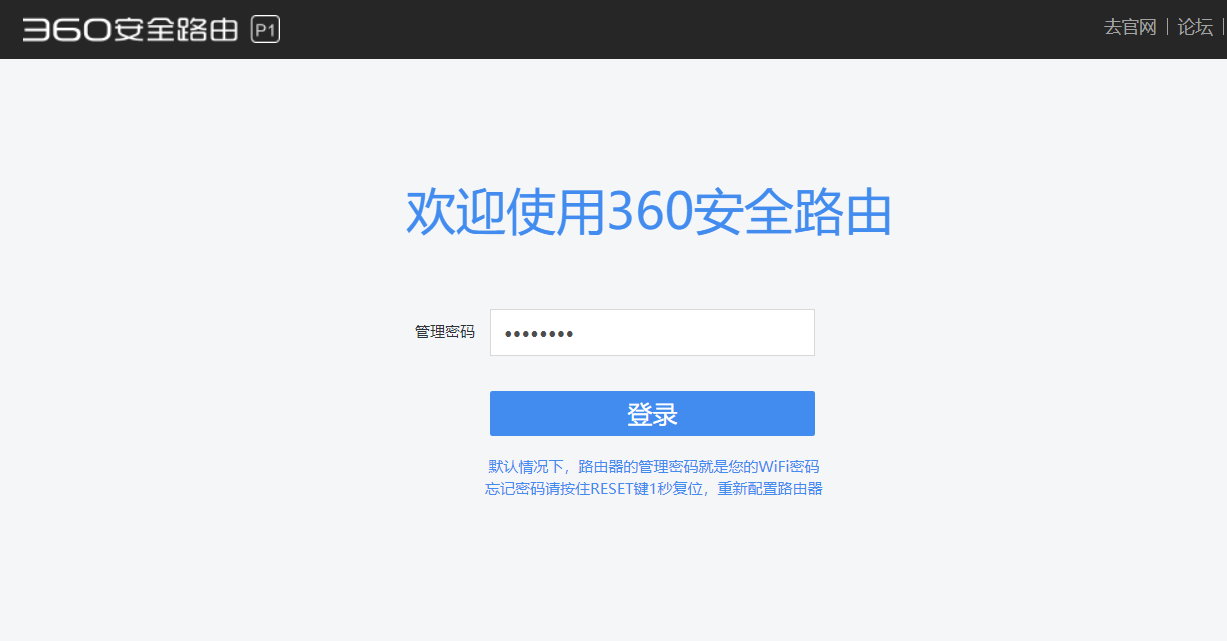 360安全路由 P1
去官网 | 论坛 |
欢迎使用360安全路由
管理密码 ••••••••
登录
默认情况下，路由器的管理密码就是您的WiFi密码
忘记密码请按住RESET键1秒复位，重新配置路由器